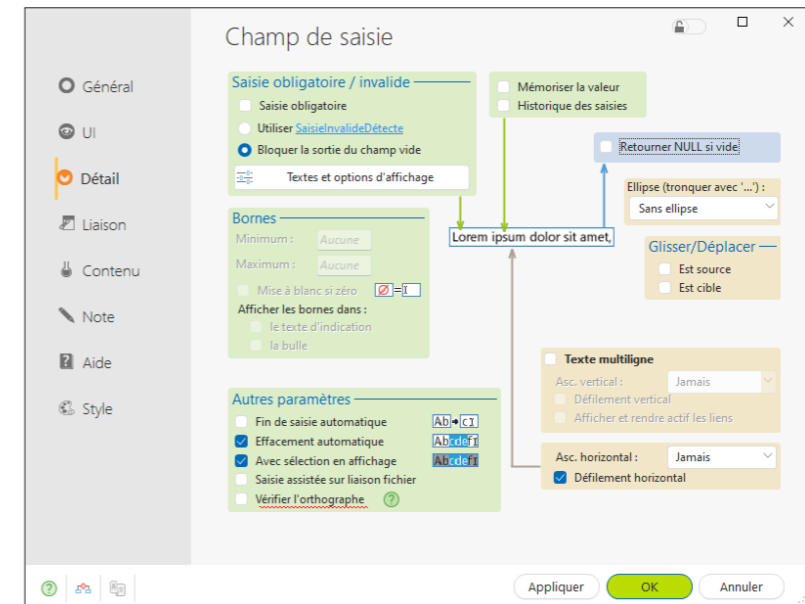 Champ de saisie
Général
UI
Détail
Liaison
Contenu
Note
Aide
Style
Saisie obligatoire / invalide
Saisie obligatoire
Utiliser SaisieInvalideDétecte
Bloquer la sortie du champ vide
Textes et options d'affichage
Mémoriser la valeur
Historique des saisies
Retourner NULL si vide
Ellipse (tronquer avec '...') :
Sans ellipse
Bornes
Minimum : Aucune
Maximum : Aucune
Mise à blanc si zéro
Afficher les bornes dans :
le texte d'indication
la bulle
Lorem ipsum dolor sit amet,
Glisser/Déplacer
Est source
Est cible
Texte multiligne
Asc. vertical : Jamais
Défilement vertical
Afficher et rendre actif les liens
Autres paramètres
Fin de saisie automatique Ab cI
Effacement automatique AbcdefI
Avec sélection en affichage AbcdefI
Saisie assistée sur liaison fichier
Vérifier l'orthographe ?
Asc. horizontal : Jamais
Défilement horizontal
Appliquer
OK
Annuler